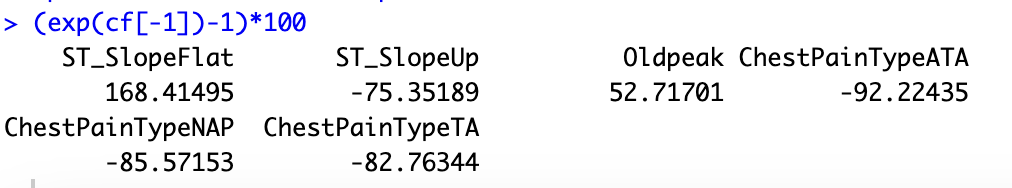 > (exp(cf[-1])-1)*100
ST_SlopeFlat ST_SlopeUp Oldpeak ChestPainTypeATA
168.41495 -75.35189 52.71701 -92.22435
ChestPainTypeNAP ChestPainTypeTA
-85.57153 -82.76344